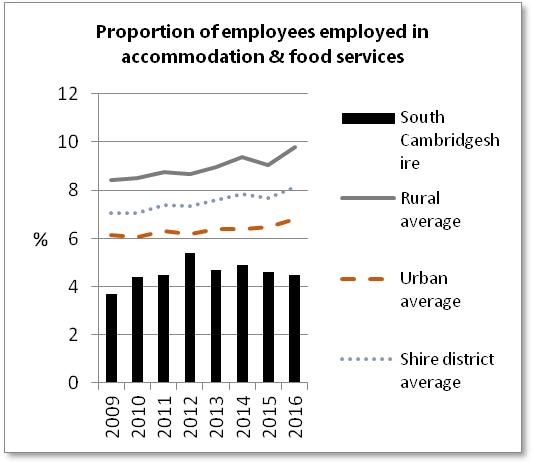 Proportion of employees employed in
accommodation & food services
12
10
8
6
4
2
0
%
2009
2010
2011
2012
2013
2014
2015
2016
South
Cambridgesh
ire
Rural
average
Urban
average
Shire district
average